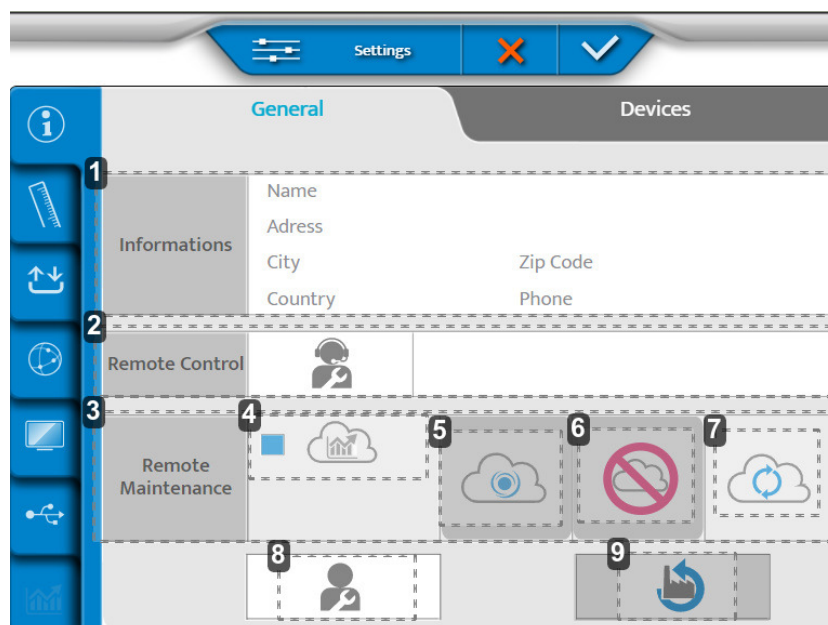 Settings
General
Devices
1
Informations
Name
Adress
City
Zip Code
Country
Phone
2
Remote Control
3
Remote
Maintenance
4
5
6
7
8
9